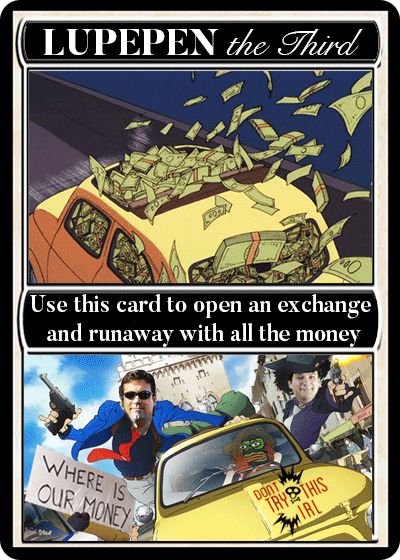 LUPEPEN the Third
Use this card to open an exchange
and runaway with all the money
WHERE IS
OUR MONEY
DONT
TRY THIS
IRL